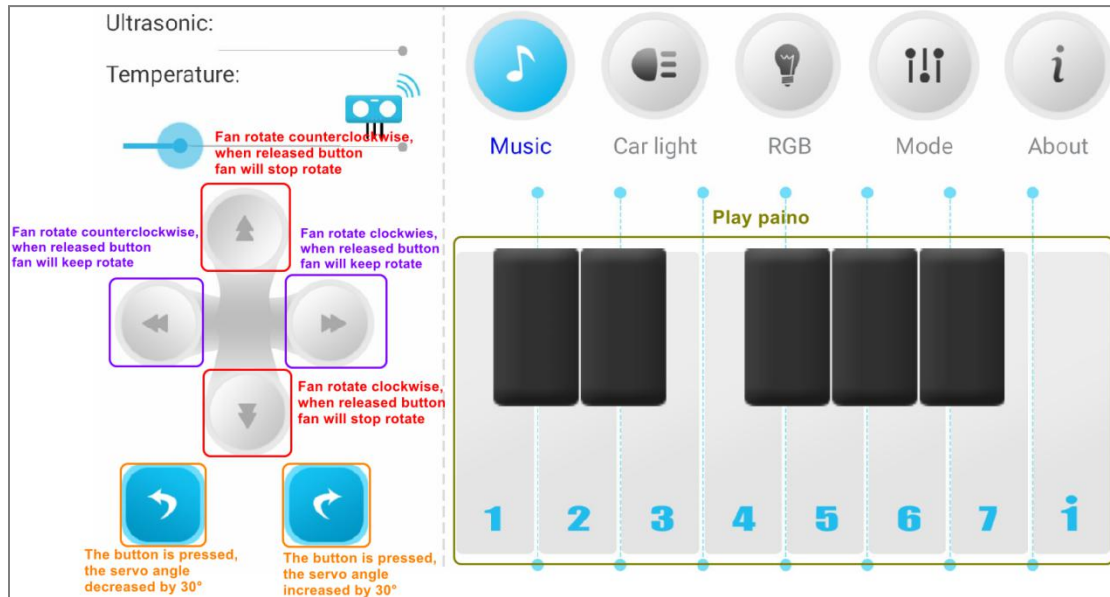 Ultrasonic:
Temperature:
Fan rotate counterclockwise,
when released button
fan will stop rotate
Fan rotate counterclockwise,
when released button
fan will keep rotate
Fan rotate clockwies,
when released button
fan will keep rotate
Fan rotate clockwise,
when released button
fan will stop rotate
The button is pressed,
the servo angle
decreased by 30°
The button is pressed,
the servo angle
increased by 30°
i
Music Car light RGB Mode About
Play paino
1 2 3 4 5 6 7 i